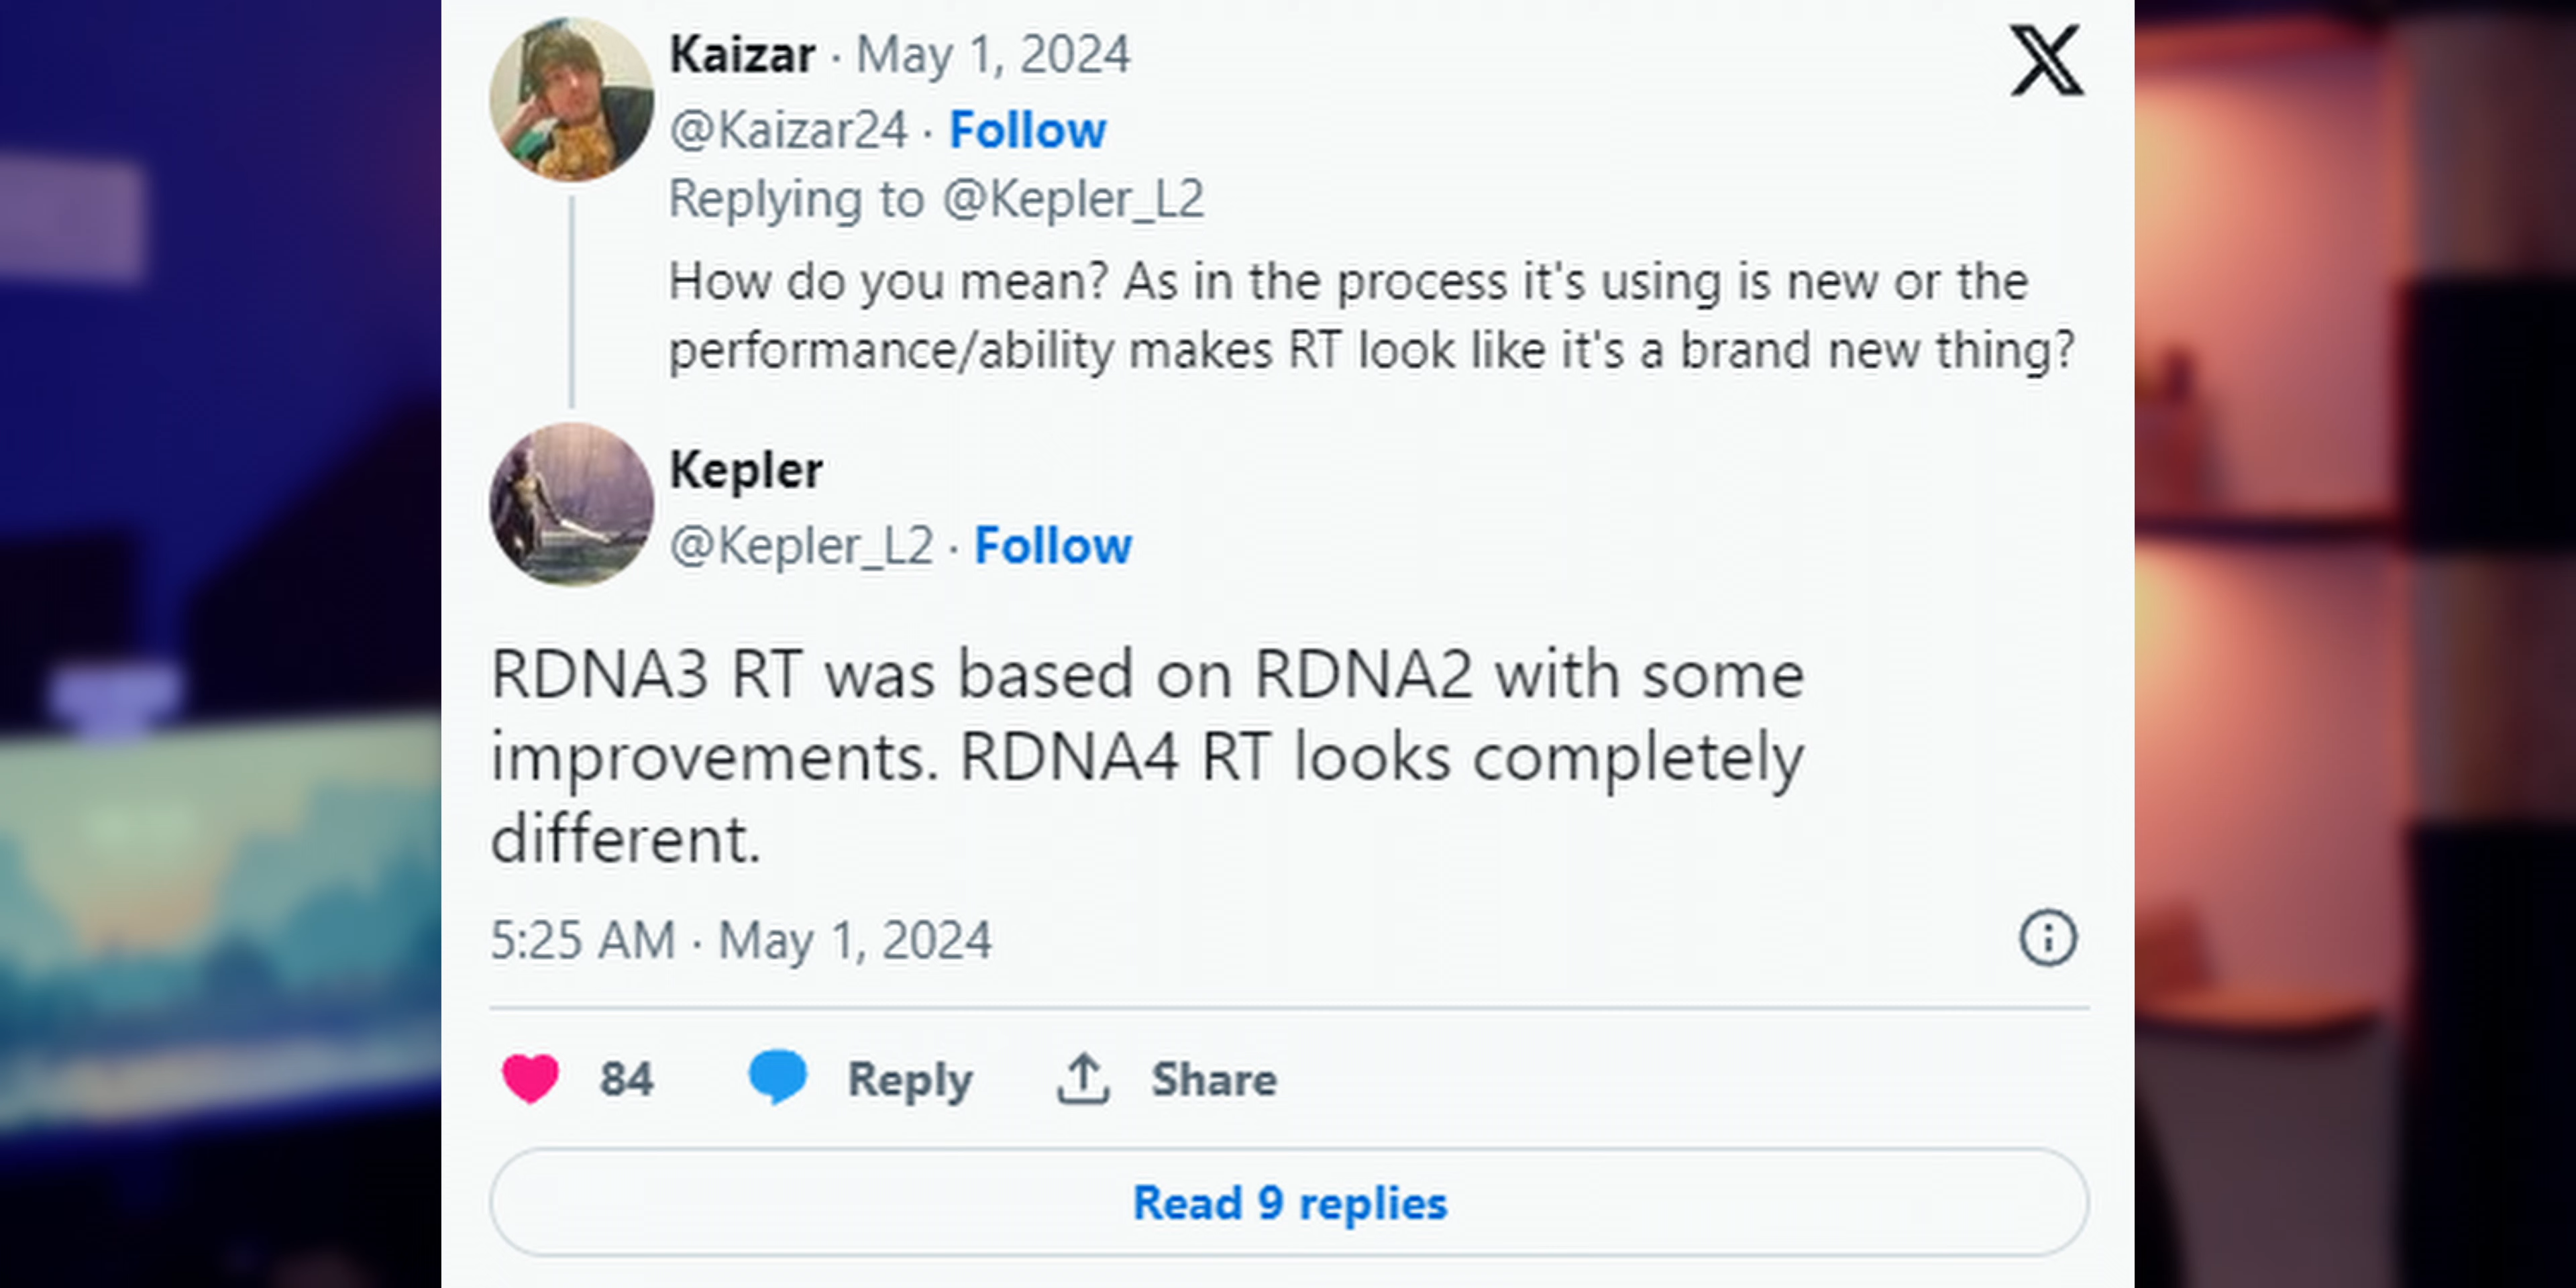 Kaizar · May 1, 2024
@Kaizar24 · Follow
Replying to @Kepler_L2
How do you mean? As in the process it's using is new or the
performance/ability makes RT look like it's a brand new thing?
Kepler
@Kepler_L2 · Follow
RDNA3 RT was based on RDNA2 with some
improvements. RDNA4 RT looks completely
different.
5:25 AM · May 1, 2024
84 Reply Share
Read 9 replies